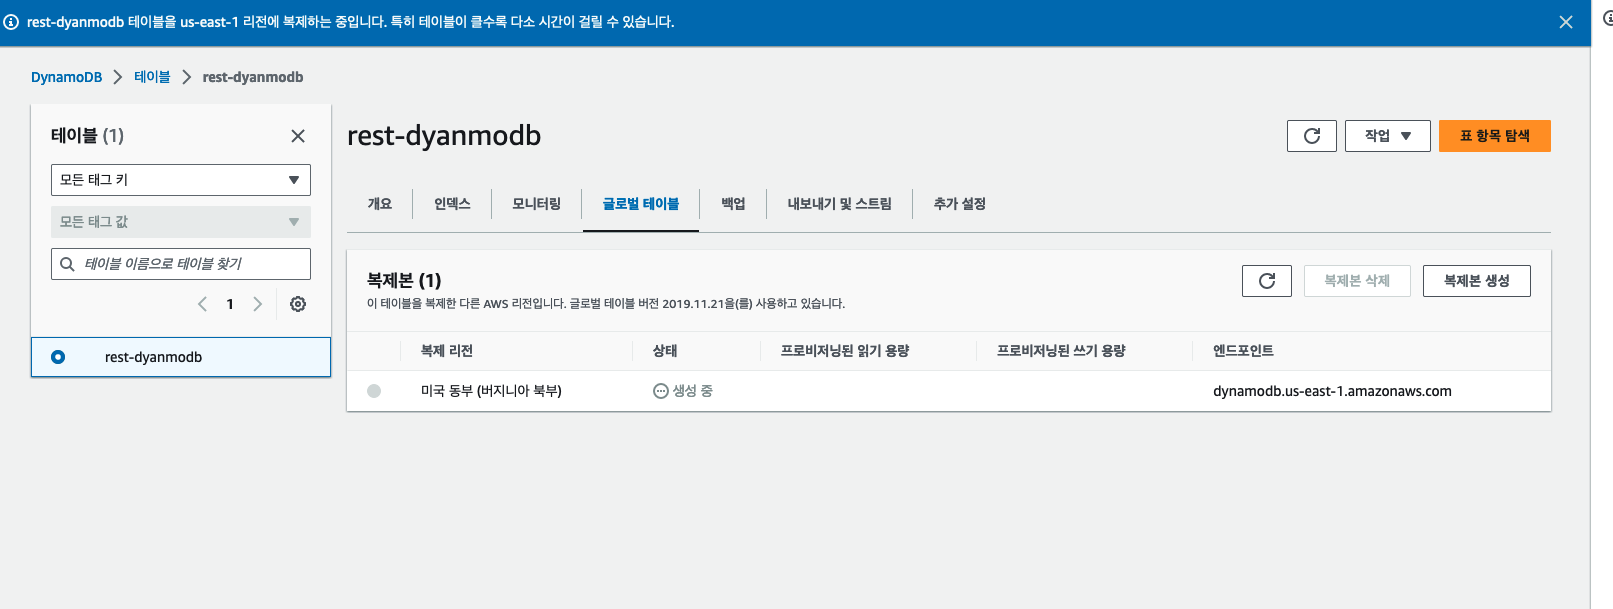 rest-dyanmodb 테이블을 us-east-1 리전에 복제하는 중입니다. 특히 테이블이 클수록 다소 시간이 걸릴 수 있습니다.
DynamoDB
테이블
rest-dyanmodb
테이블 (1)
모든 태그 키
모든 태그 값
테이블 이름으로 테이블 찾기
1
rest-dyanmodb
rest-dyanmodb
작업
표 항목 탐색
개요
인덱스
모니터링
글로벌 테이블
백업
내보내기 및 스트림
추가 설정
복제본 (1)
이 테이블을 복제한 다른 AWS 리전입니다. 글로벌 테이블 버전 2019.11.21을(를) 사용하고 있습니다.
복제본 삭제
복제본 생성
복제 리전
상태
프로비저닝된 읽기 용량
프로비저닝된 쓰기 용량
엔드포인트
미국 동부 (버지니아 북부)
생성 중
dynamodb.us-east-1.amazonaws.com